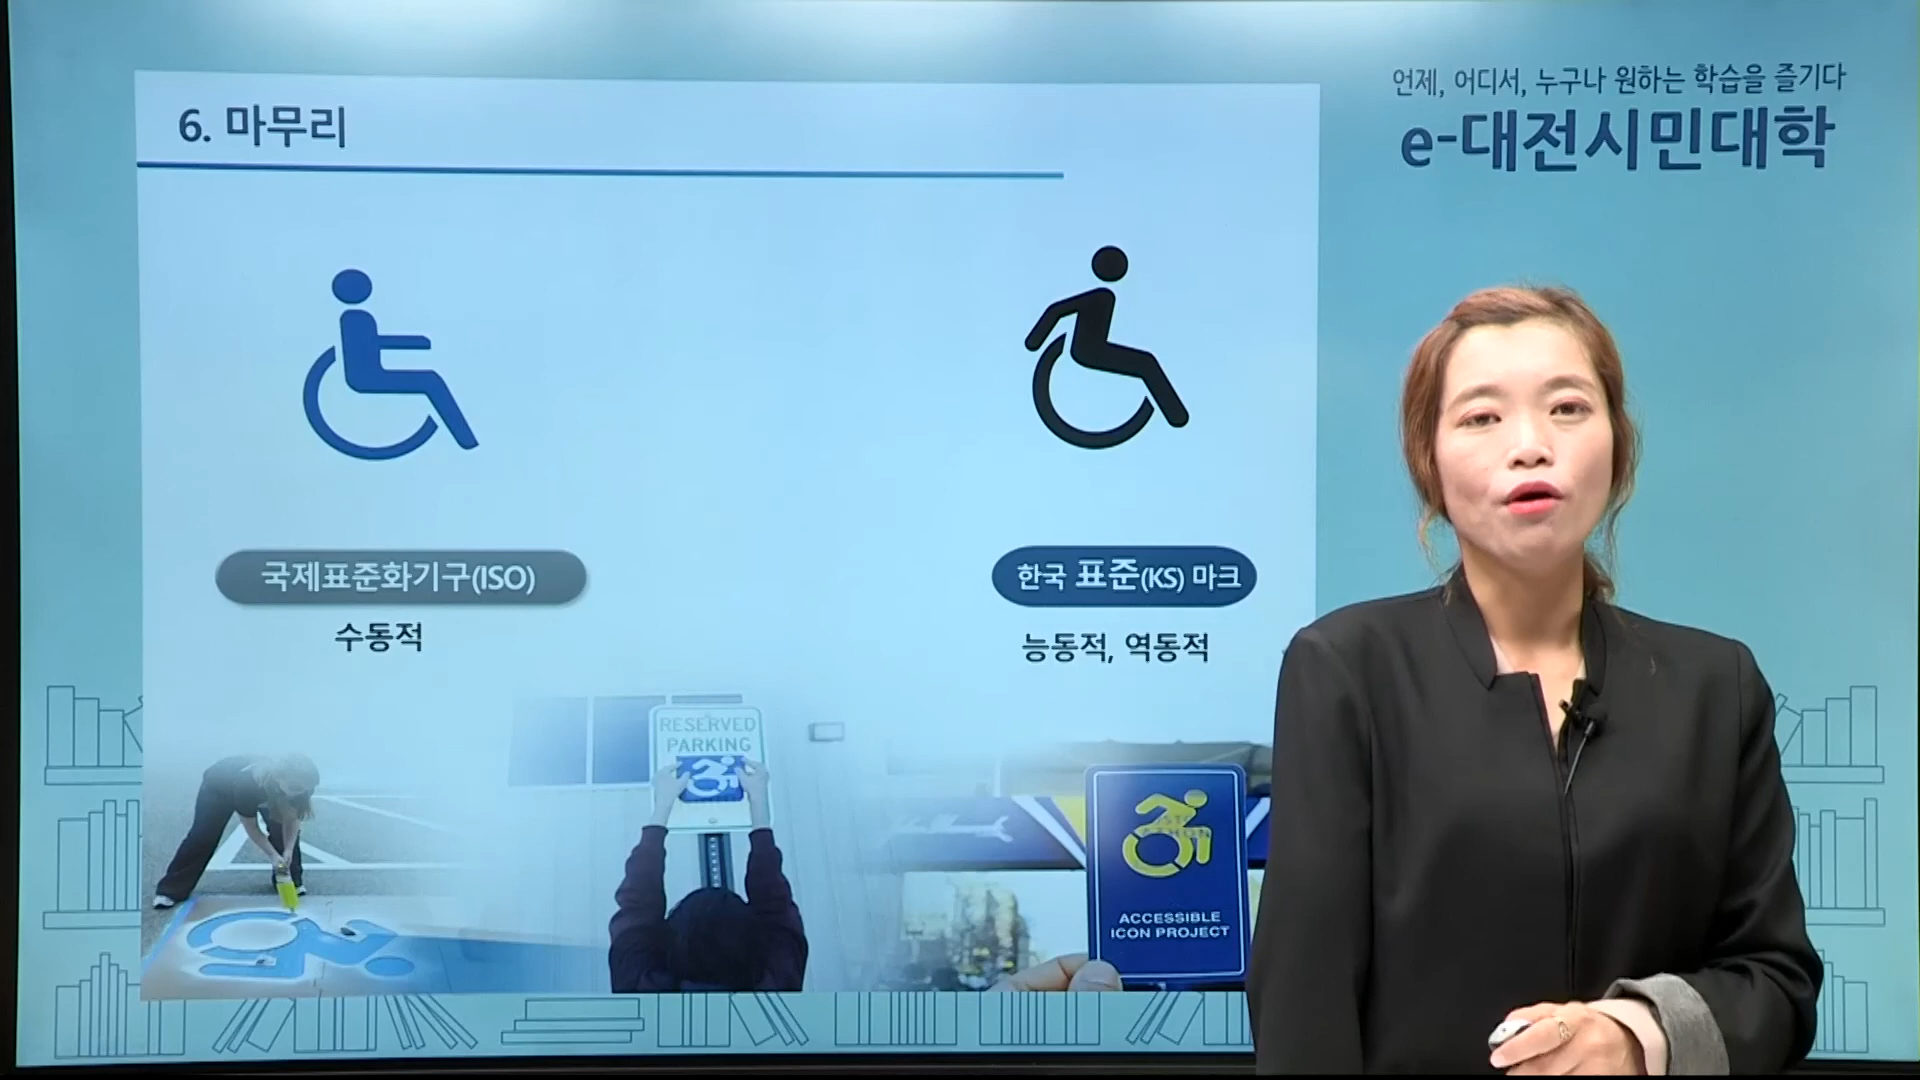 언제, 어디서, 누구나 원하는 학습을 즐기다
e-대전시민대학
6. 마무리
국제표준화기구(ISO)
수동적
한국 표준(KS) 마크
능동적, 역동적
RESERVED
PARKING
ACCESSIBLE
ICON PROJECT